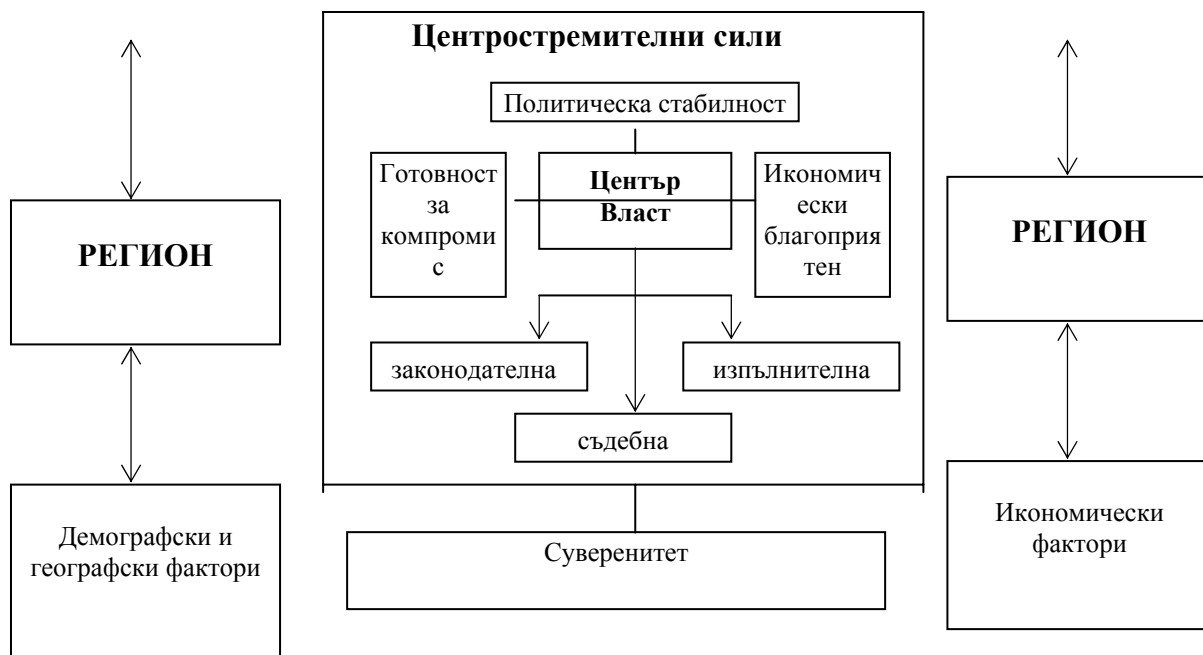 Центростремителни сили
Политическа стабилност
Готовност
за
компроми
с
Център
Власт
Икономич
ески
благоприя
тен
РЕГИОН
РЕГИОН
законодателна
изпълнителна
съдебна
Демографски и
географски фактори
Суверенитет
Икономически
фактори